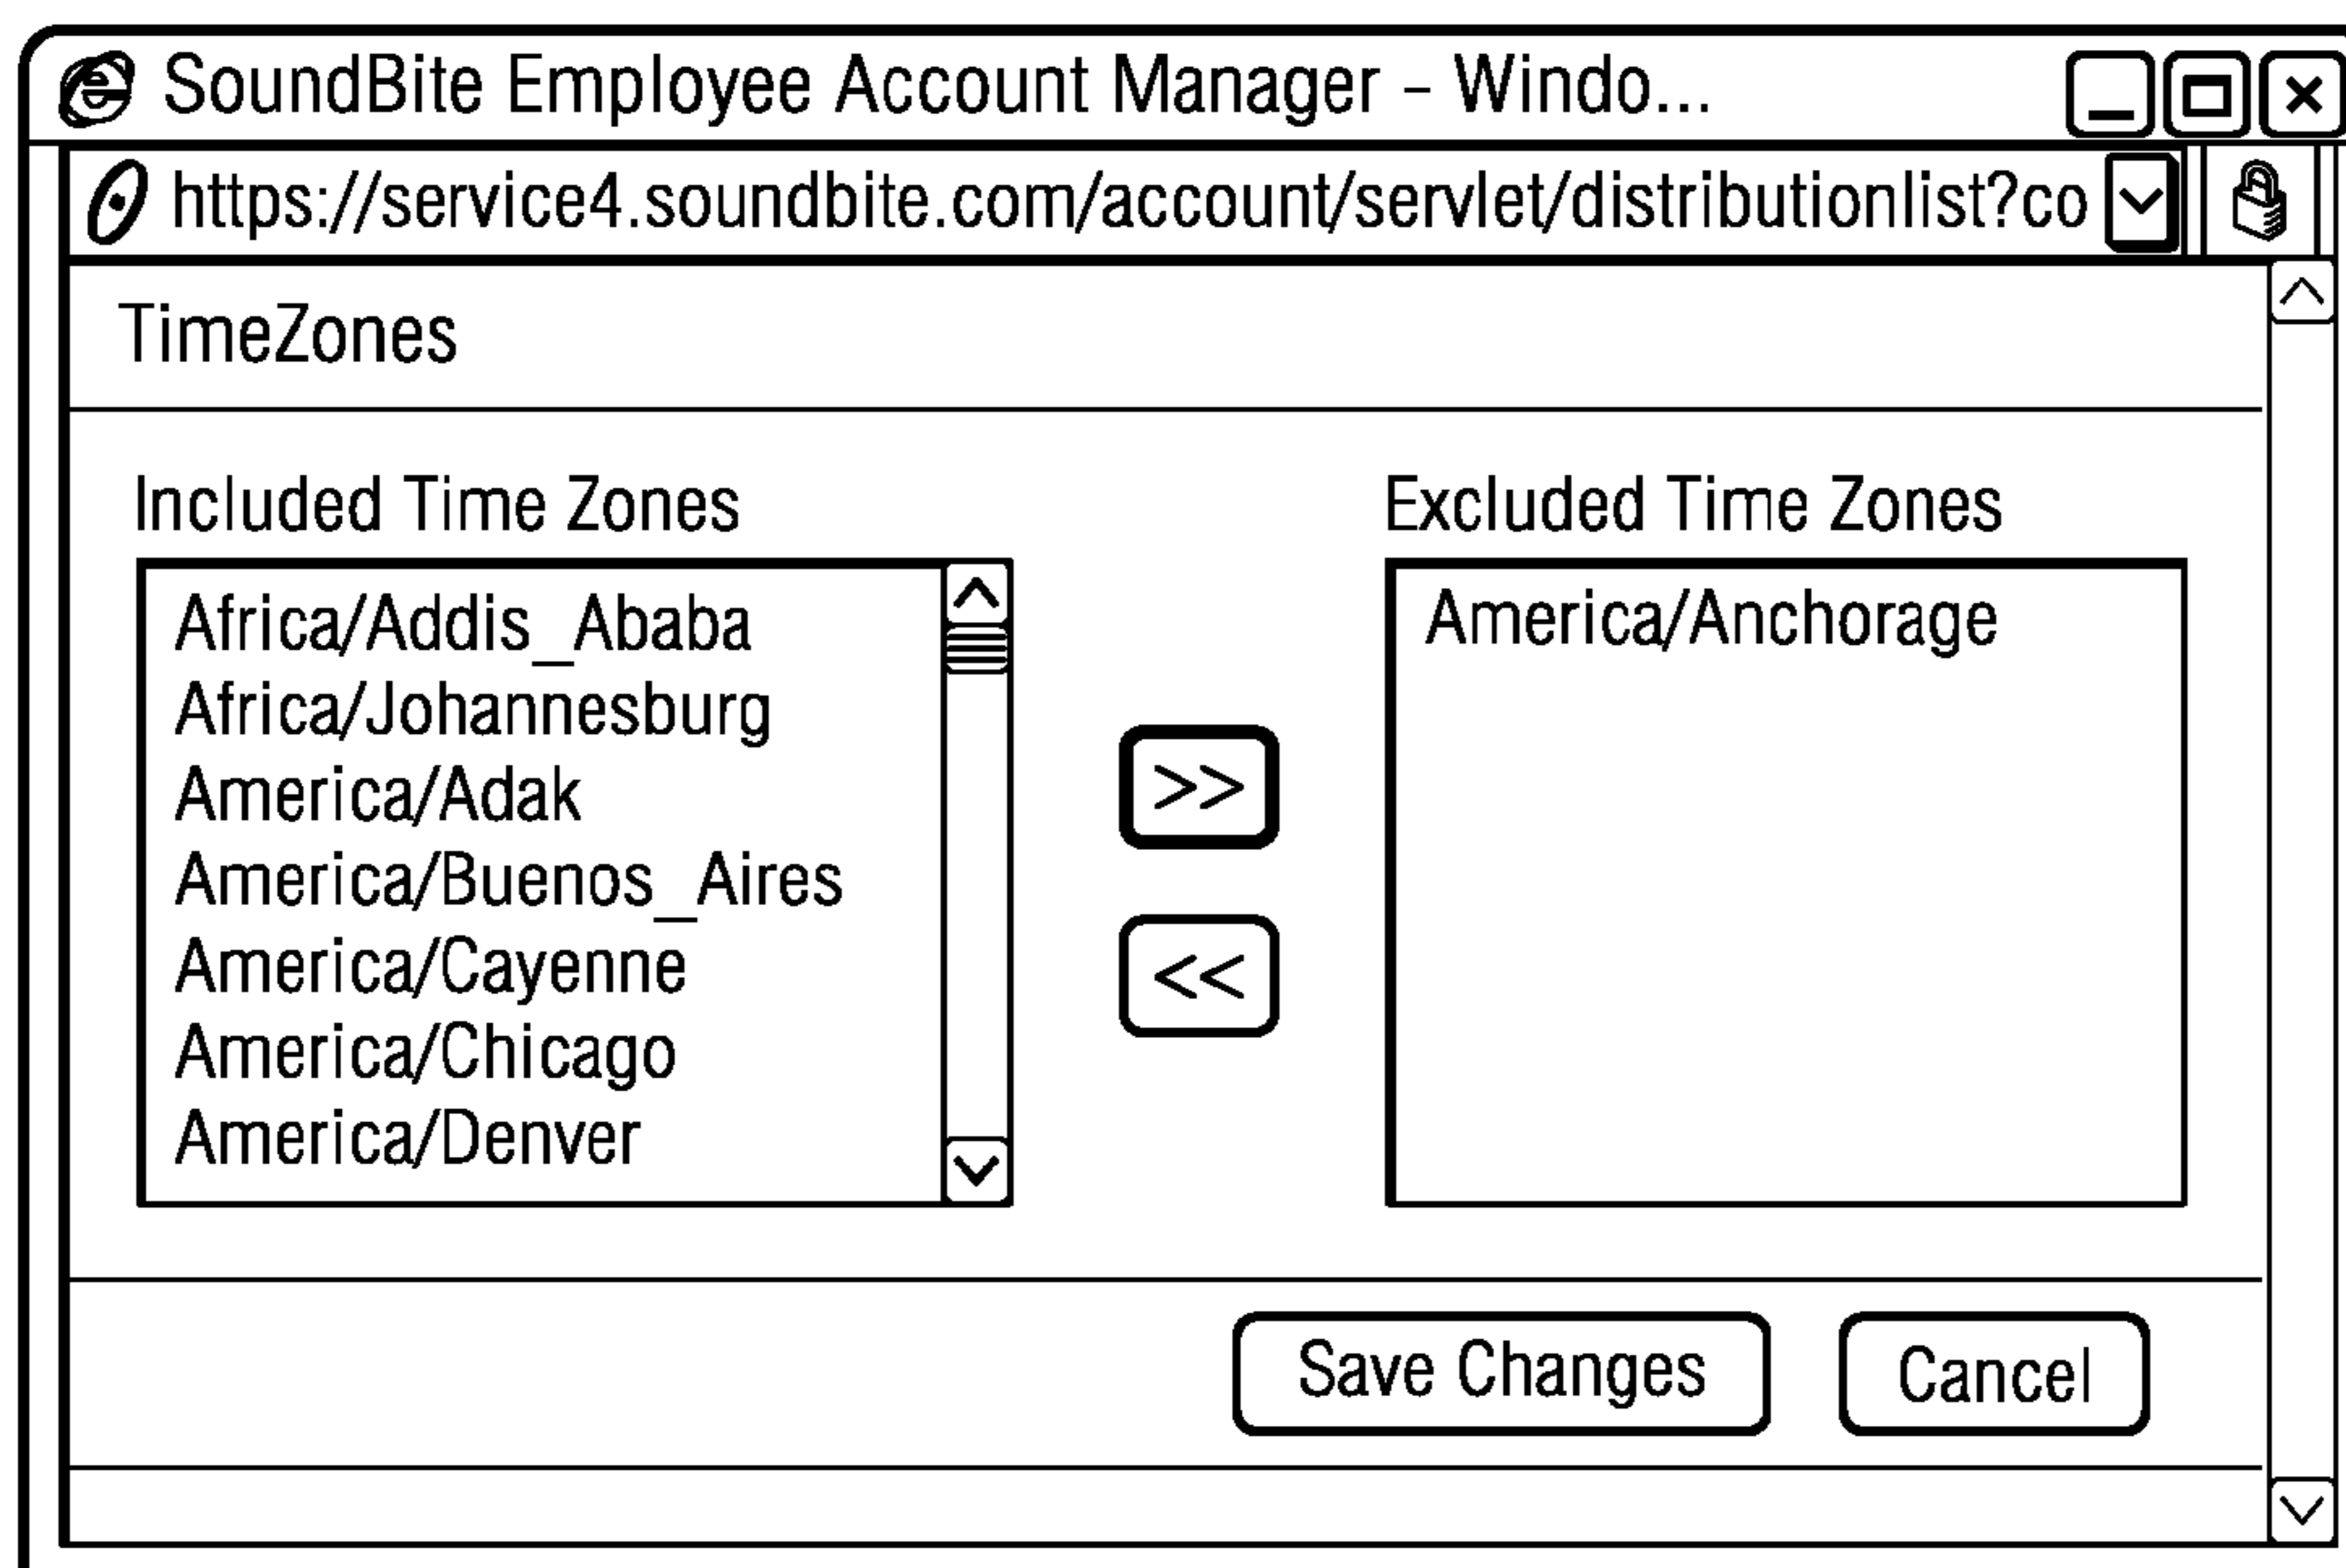 SoundBite Employee Account Manager - Windo...
https://service4.soundbite.com/account/servlet/distributionlist?co
TimeZones
Included Time Zones
Africa/Addis_Ababa
Africa/Johannesburg
America/Adak
America/Buenos_Aires
America/Cayenne
America/Chicago
America/Denver
>>
<<
Excluded Time Zones
America/Anchorage
Save Changes
Cancel